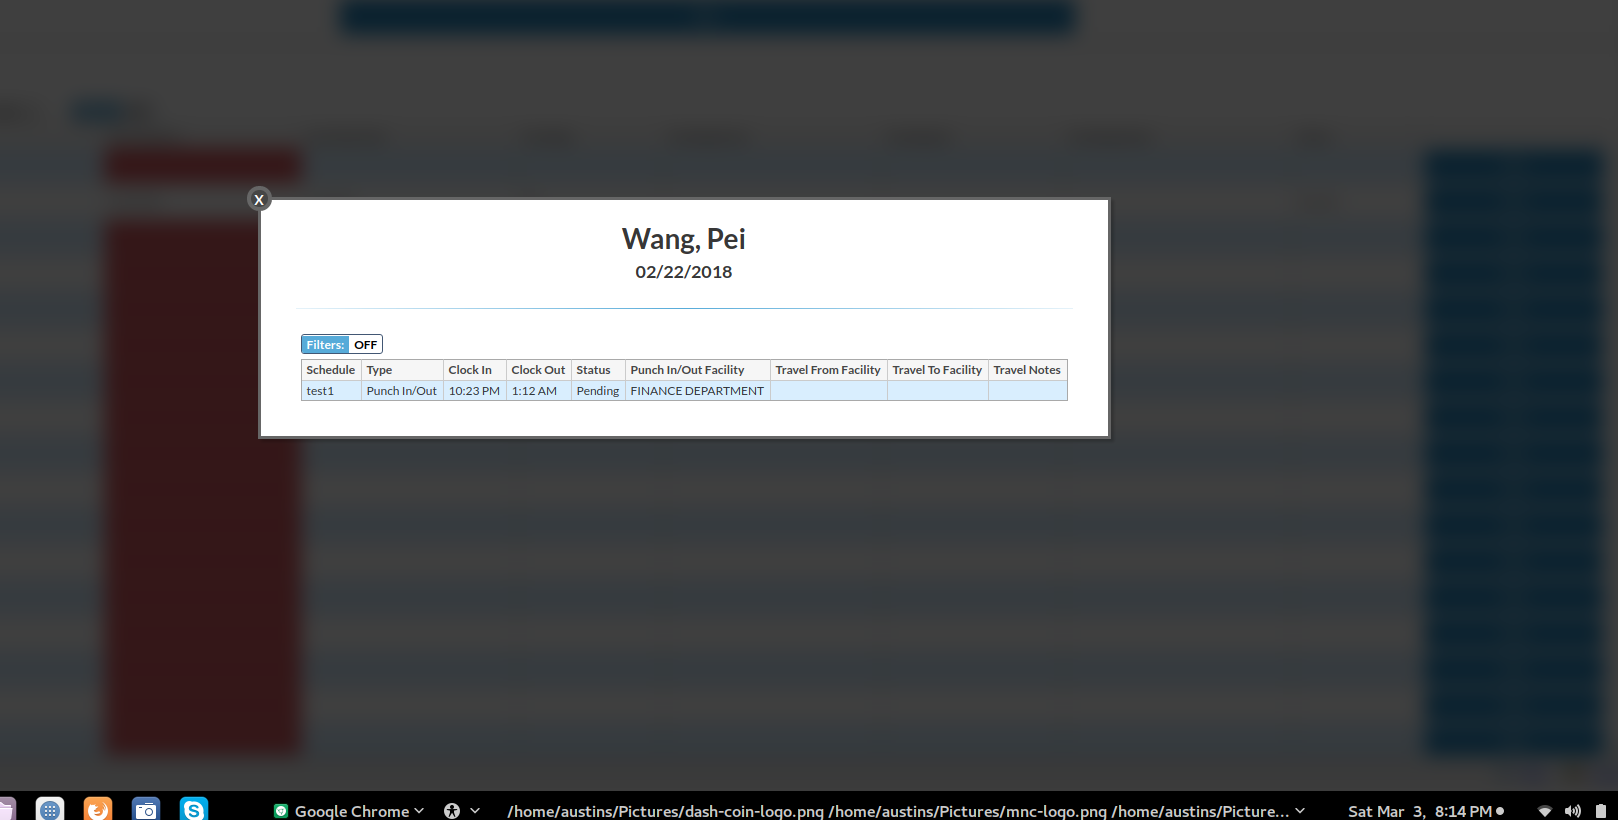 X
Wang, Pei
02/22/2018
Filters: OFF
Schedule Type Clock In Clock Out Status Punch In/Out Facility Travel From Facility Travel To Facility Travel Notes
test1 Punch In/Out 10:23 PM 1:12 AM Pending FINANCE DEPARTMENT
Google Chrome /home/austins/Pictures/dash-coin-logo.png /home/austins/Pictures/mnc-logo.png /home/austins/Picture... Sat Mar 3, 8:14 PM